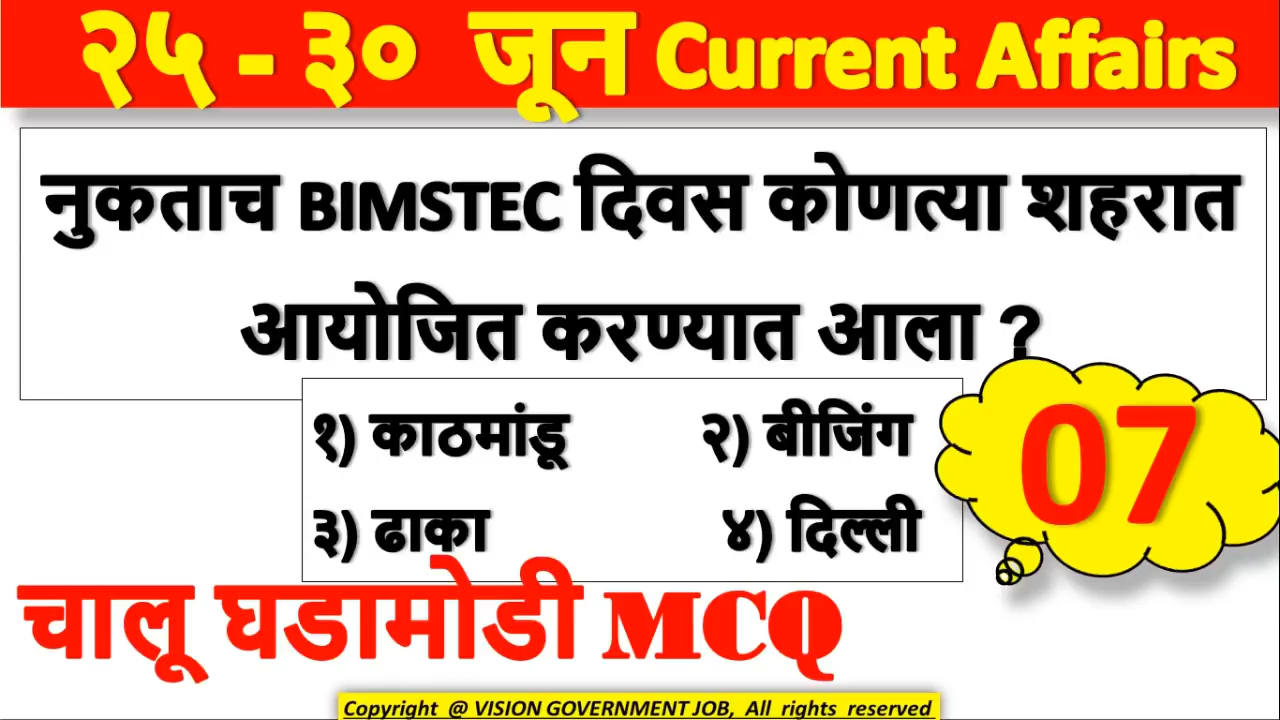 २५ - ३० जून Current Affairs
नुकताच BIMSTEC दिवस कोणत्या शहरात
आयोजित करण्यात आला ?
१) काठमांडू २) बीजिंग
३) ढाका ४) दिल्ली
07
चालू घडामोडी MCQ
Copyright @ VISION GOVERNMENT JOB, All rights reserved